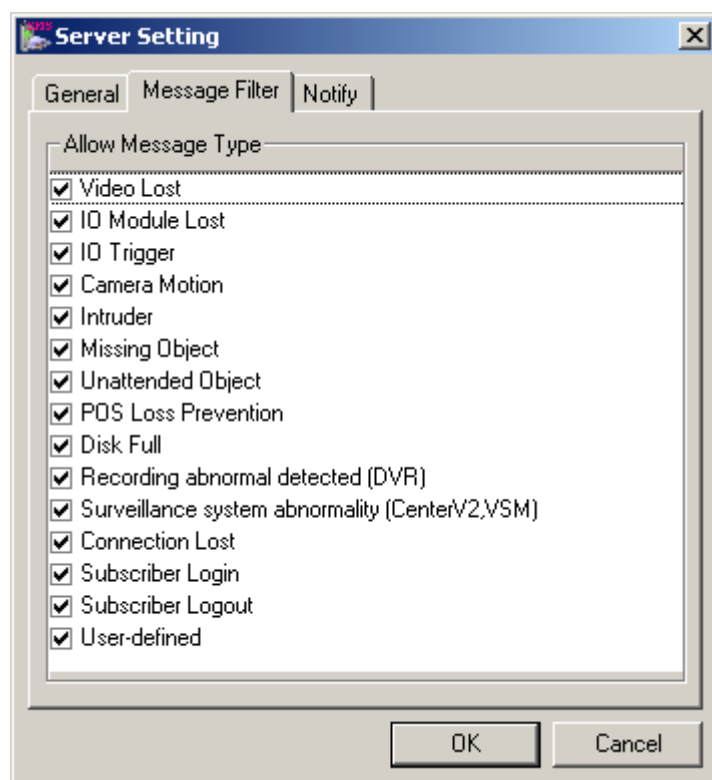 Server Setting
General Message Filter Notify
Allow Message Type
Video Lost
IO Module Lost
IO Trigger
Camera Motion
Intruder
Missing Object
Unattended Object
POS Loss Prevention
Disk Full
Recording abnormal detected (DVR)
Surveillance system abnormality (CenterV2,VSM)
Connection Lost
Subscriber Login
Subscriber Logout
User-defined
OK Cancel